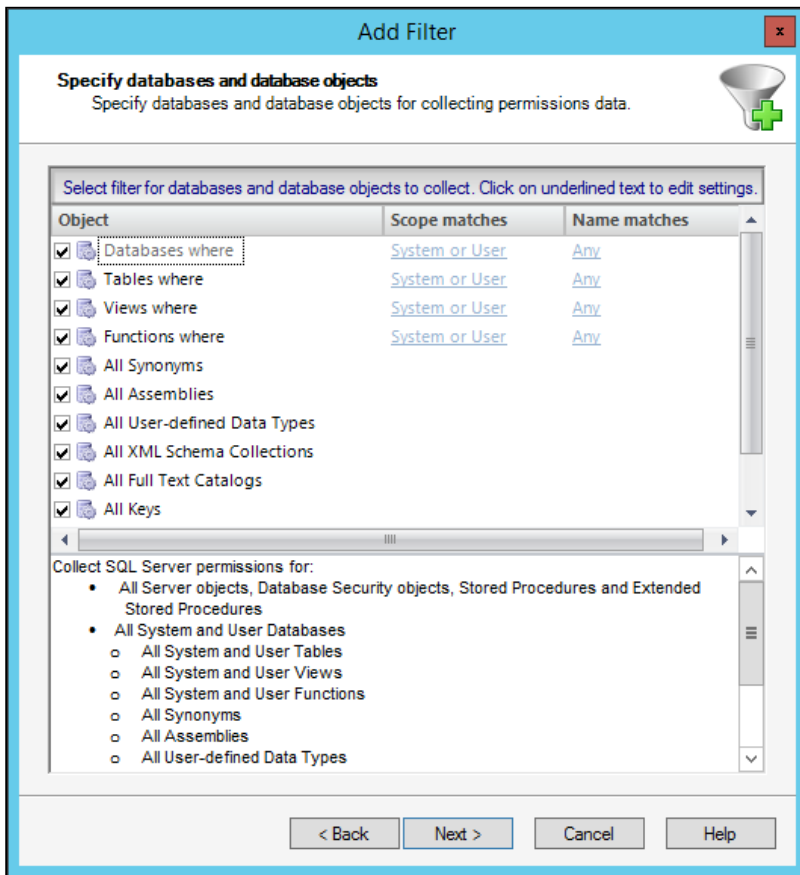 Add Filter
x
Specify databases and database objects
Specify databases and database objects for collecting permissions data.
Select filter for databases and database objects to collect. Click on underlined text to edit settings.
Object Scope matches Name matches
Databases where System or User Any
Tables where System or User Any
Views where System or User Any
Functions where System or User Any
All Synonyms
All Assemblies
All User-defined Data Types
All XML Schema Collections
All Full Text Catalogs
All Keys
Collect SQL Server permissions for:
• All Server objects, Database Security objects, Stored Procedures and Extended
Stored Procedures
• All System and User Databases
o All System and User Tables
o All System and User Views
o All System and User Functions
o All Synonyms
o All Assemblies
o All User-defined Data Types
< Back Next > Cancel Help